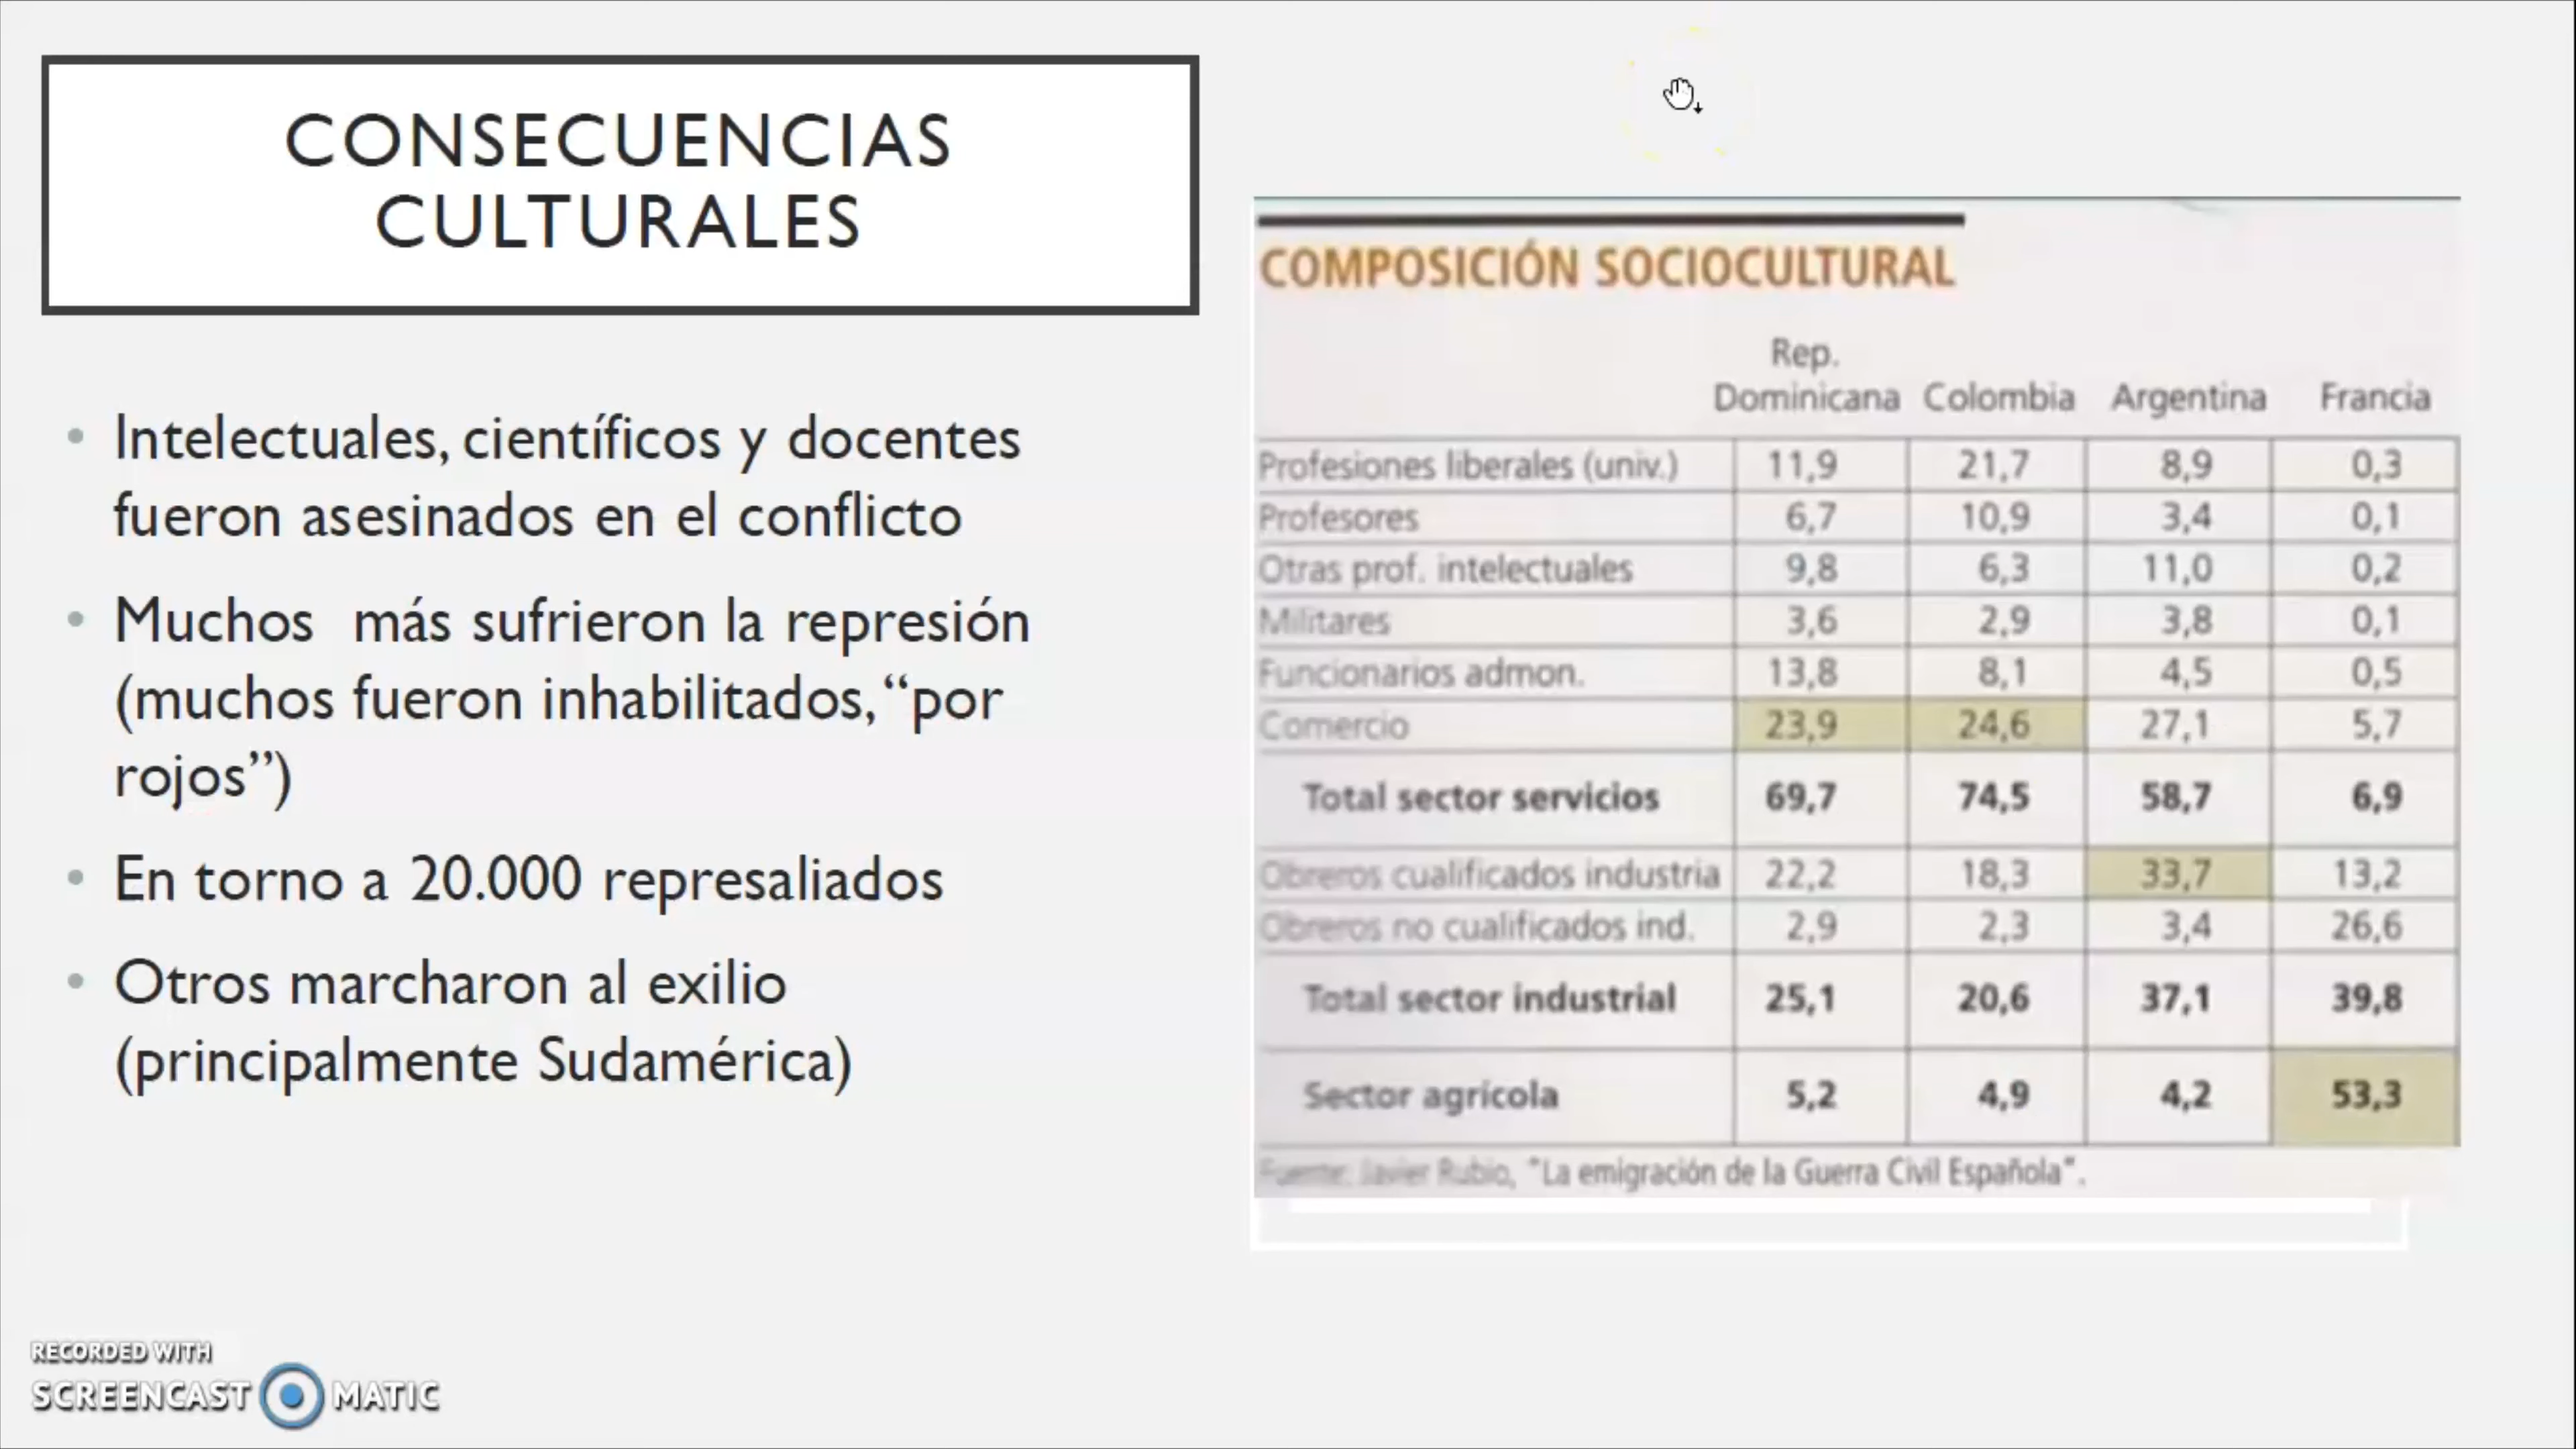 CONSECUENCIAS
CULTURALES
• Intelectuales, científicos y docentes
fueron asesinados en el conflicto
• Muchos más sufrieron la represión
(muchos fueron inhabilitados, “por
rojos”)
• En torno a 20.000 represaliados
• Otros marcharon al exilio
(principalmente Sudamérica)
COMPOSICIÓN SOCIOCULTURAL
Rep.
Dominicana Colombia Argentina Francia
Profesiones liberales (univ.) 11,9 21,7 8,9 0,3
Profesores 6,7 10,9 3,4 0,1
Otras prof. intelectuales 9,8 6,3 11,0 0,2
Militares 3,6 2,9 3,8 0,1
Funcionarios admon. 13,8 8,1 4,5 0,5
Comercio 23,9 24,6 27,1 5,7
Total sector servicios 69,7 74,5 58,7 6,9
Obreros cualificados industria 22,2 18,3 33,7 13,2
Obreros no cualificados ind. 2,9 2,3 3,4 26,6
Total sector industrial 25,1 20,6 37,1 39,8
Sector agrícola 5,2 4,9 4,2 53,3
Fuente: Javier Rubio, "La emigración de la Guerra Civil Española".
RECORDED WITH
SCREENCAST MATIC